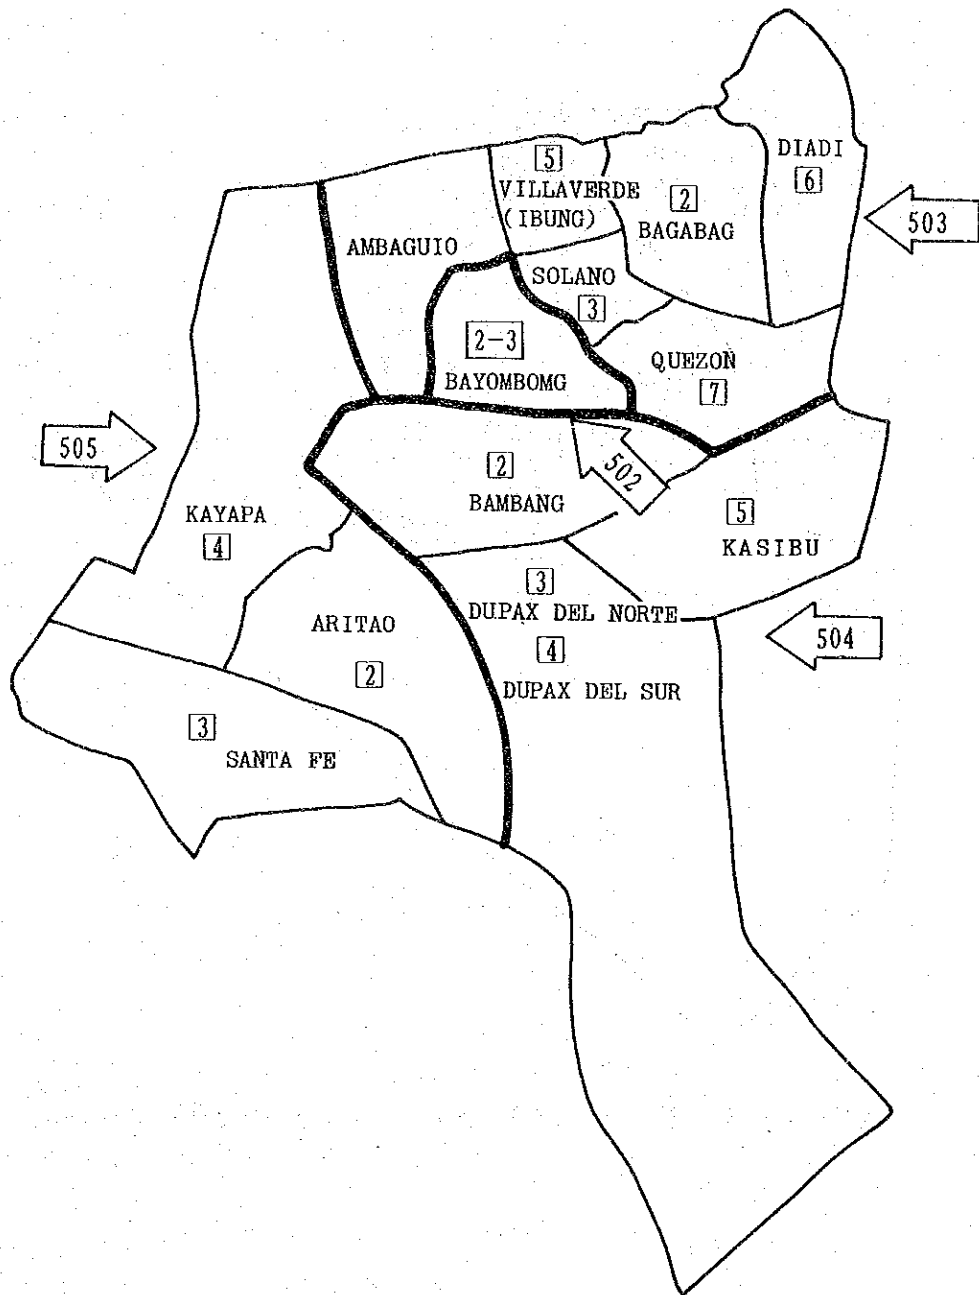 DIADI
6
503
5
VILLAVERDE
(IBUNG)
2
BAGABAG
AMBAGUIO
SOLANO
3
2-3
BAYOMBOMG
QUEZON
7
505
502
2
BAMBANG
5
KASIBU
KAYAPA
4
3
DUPAX DEL NORTE
504
4
DUPAX DEL SUR
ARITAO
2
3
SANTA FE